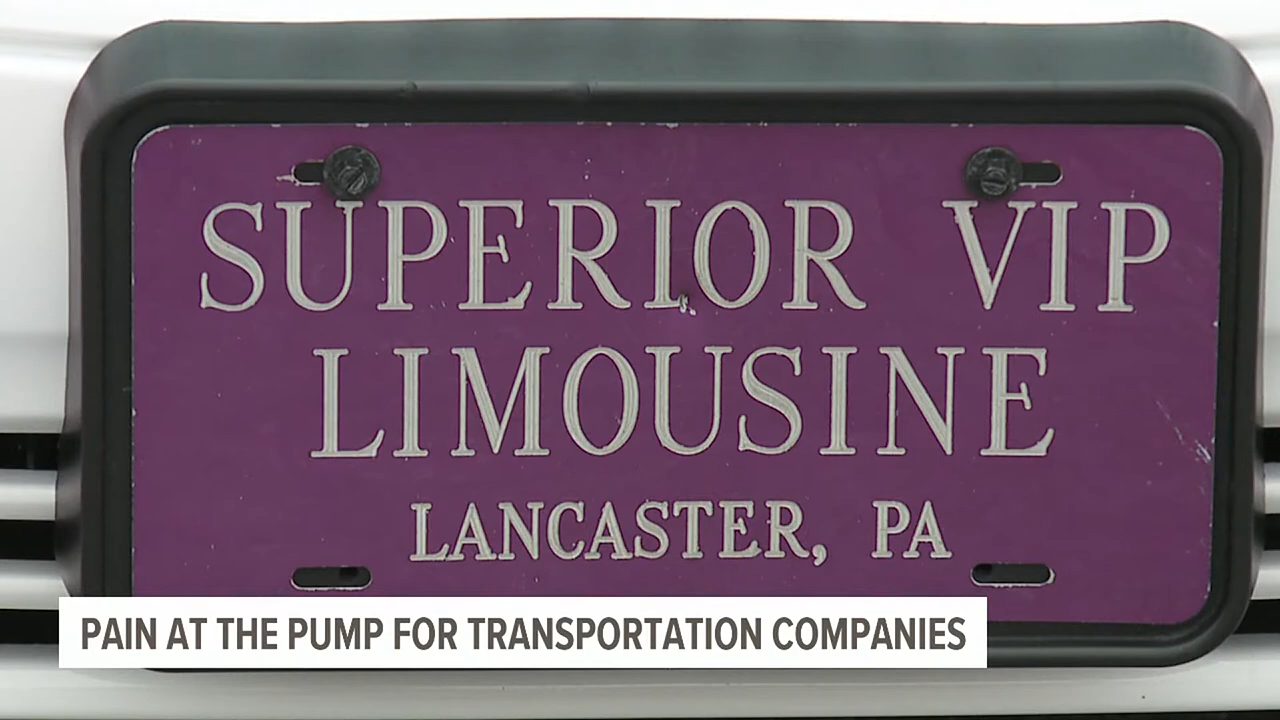 SUPERIOR VIP
LIMOUSINE
LANCASTER, PA
PAIN AT THE PUMP FOR TRANSPORTATION COMPANIES